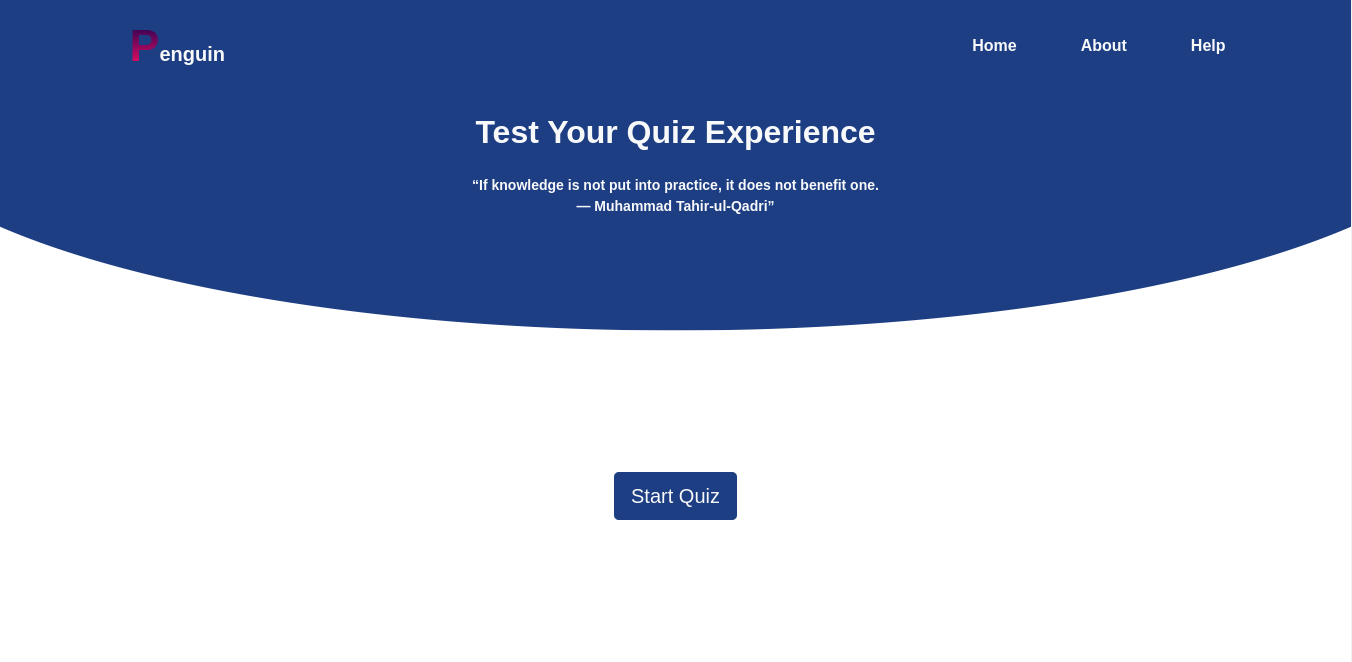 Penguin
Home About Help
Test Your Quiz Experience
“If knowledge is not put into practice, it does not benefit one.
― Muhammad Tahir-ul-Qadri”
Start Quiz